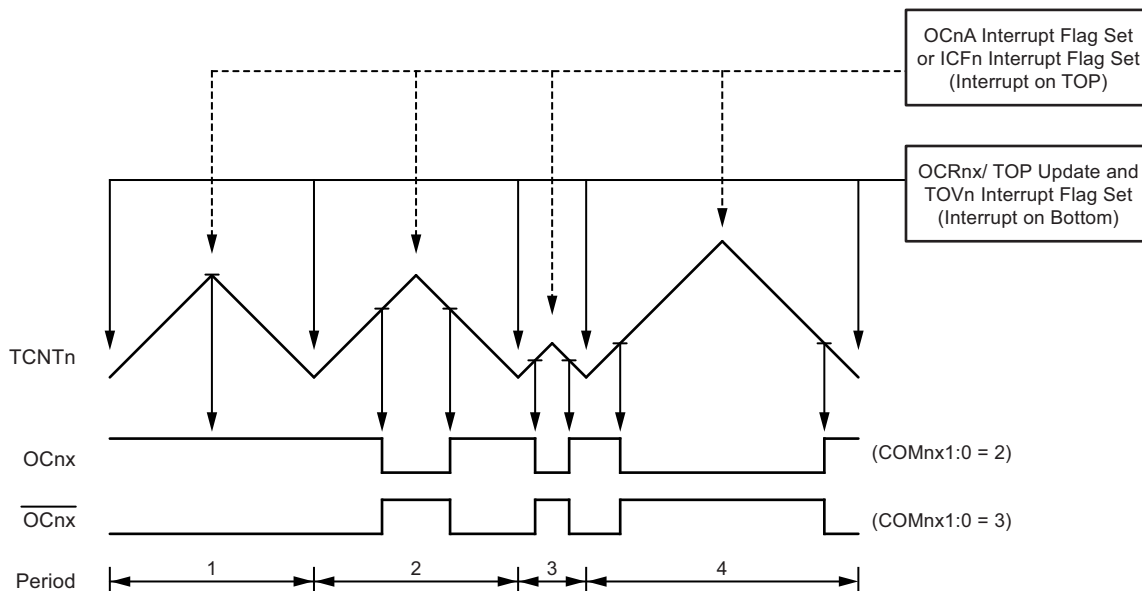 OCnA Interrupt Flag Set
or ICFn Interrupt Flag Set
(Interrupt on TOP)
OCRnx/ TOP Update and
TOVn Interrupt Flag Set
(Interrupt on Bottom)
TCNTn
OCnx
(COMnx1:0 = 2)
OCnx
(COMnx1:0 = 3)
Period
1
2
3
4